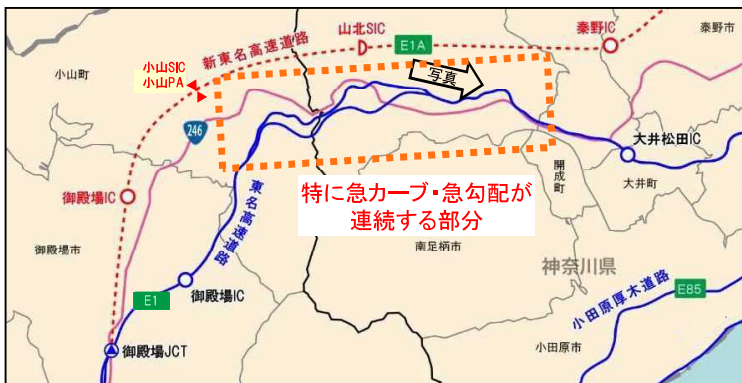 山北SIC
E1A
秦野IC
秦野市
新東名高速道路
小山町
小山SIC
小山PA
写真
246
大井松田IC
開成町
大井町
御殿場IC
特に急カーブ・急勾配が
連続する部分
東名高速道路
御殿場市
南足柄市
神奈川県
御殿場IC
E1
小田原厚木道路
E85
御殿場JCT
小田原市